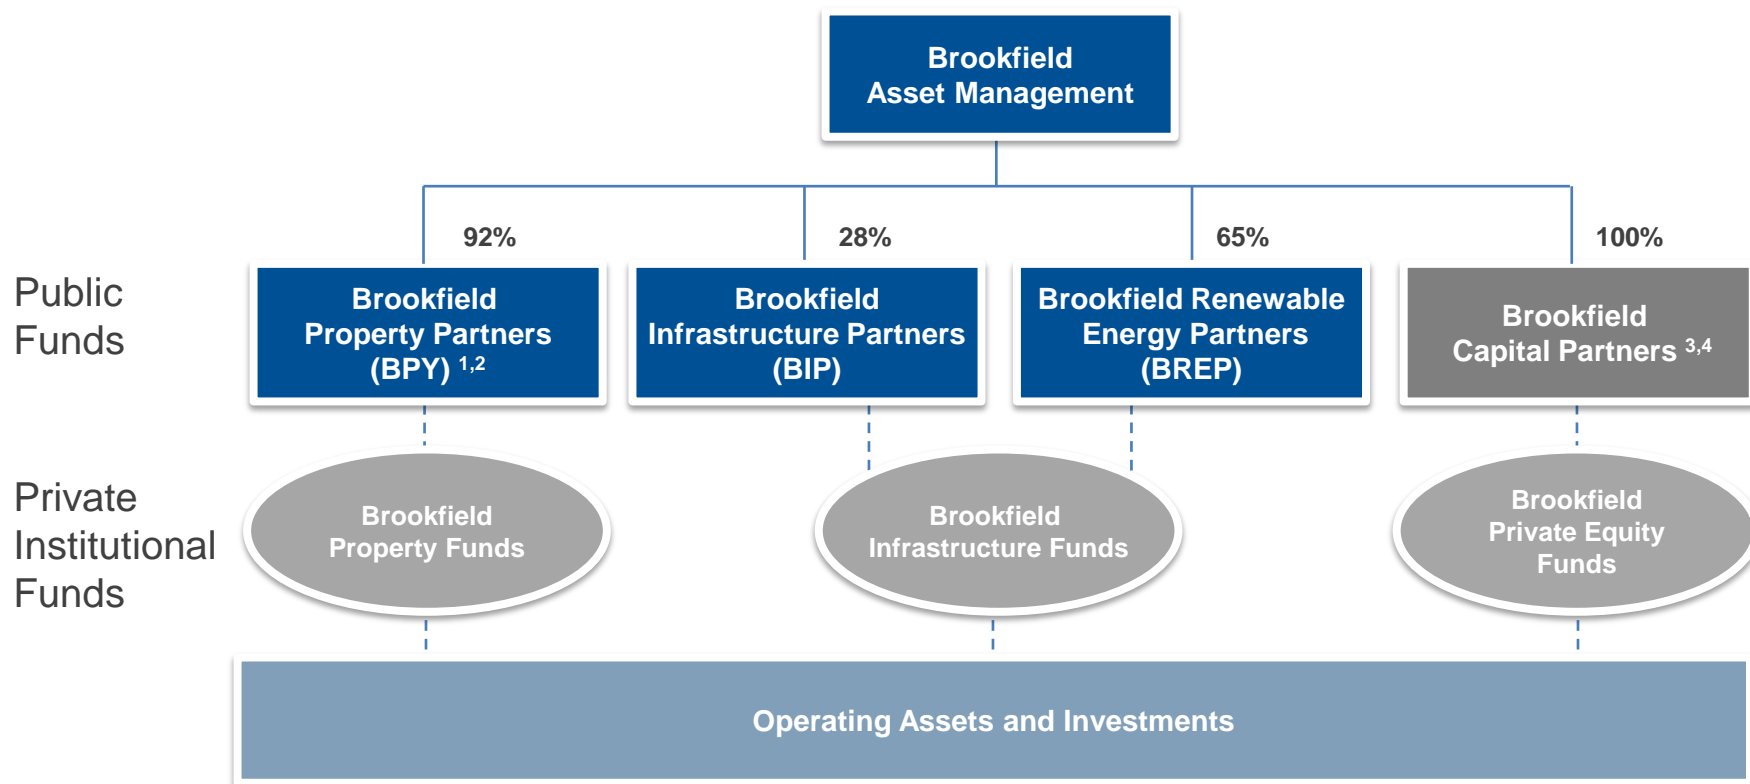 Brookfield
Asset Management
92%
28%
65%
100%
Public
Funds
Brookfield
Property Partners
(BPY) 1,2
Brookfield
Infrastructure Partners
(BIP)
Brookfield Renewable
Energy Partners
(BREP)
Brookfield
Capital Partners 3,4
Private
Institutional
Funds
Brookfield
Property Funds
Brookfield
Infrastructure Funds
Brookfield
Private Equity
Funds
Operating Assets and Investments